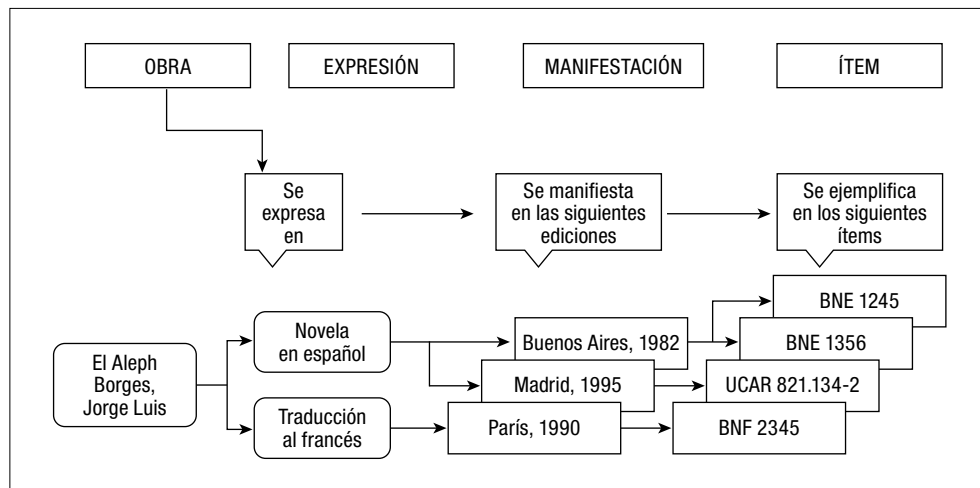 OBRA
EXPRESIÓN
MANIFESTACIÓN
ÍTEM
Se
expresa
en
Se manifiesta
en las siguientes
ediciones
Se ejemplifica
en los siguientes
ítems
El Aleph
Borges,
Jorge Luis
Novela
en español
Traducción
al francés
Buenos Aires, 1982
Madrid, 1995
París, 1990
BNE 1245
BNE 1356
UCAR 821.134-2
BNF 2345